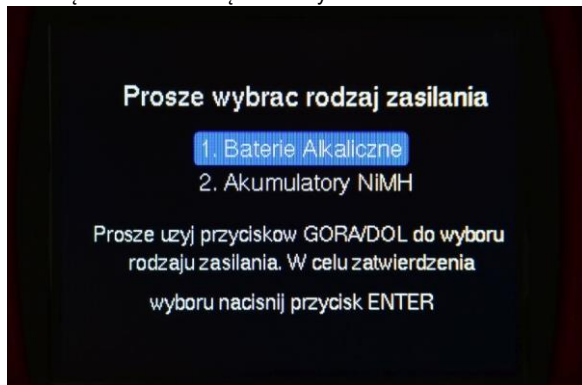 Prosze wybrac rodzaj zasilania
1. Baterie Alkaliczne
2. Akumulatory NiMH
Prosze uzyj przyciskow GORA/DOL do wyboru
rodzaju zasilania. W celu zatwierdzenia
wyboru nacisnij przycisk ENTER